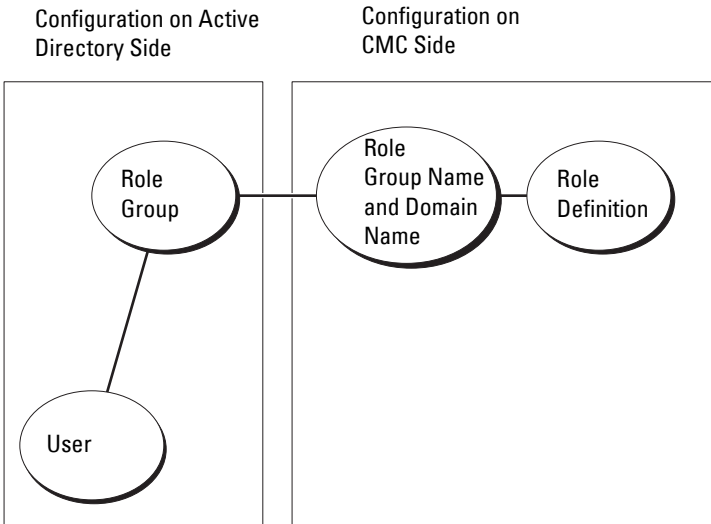 Configuration on Active
Directory Side
Configuration on
CMC Side
Role
Group
Role
Group Name
and Domain
Name
Role
Definition
User